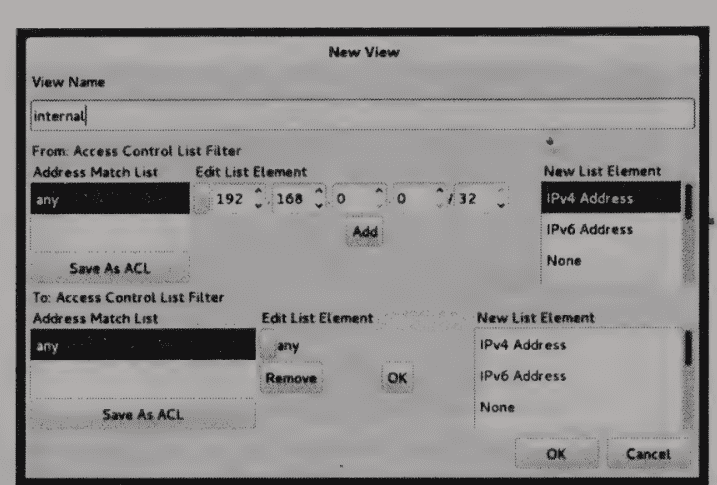 New View
View Name
internal
From: Access Control List Filter
Address Match List Edit List Element New List Element
any 192 . 168 . 0 . 0 / 32 IPv4 Address
Add IPv6 Address
Save As ACL None
To: Access Control List Filter
Address Match List Edit List Element New List Element
any any IPv4 Address
Remove OK IPv6 Address
Save As ACL None
OK Cancel